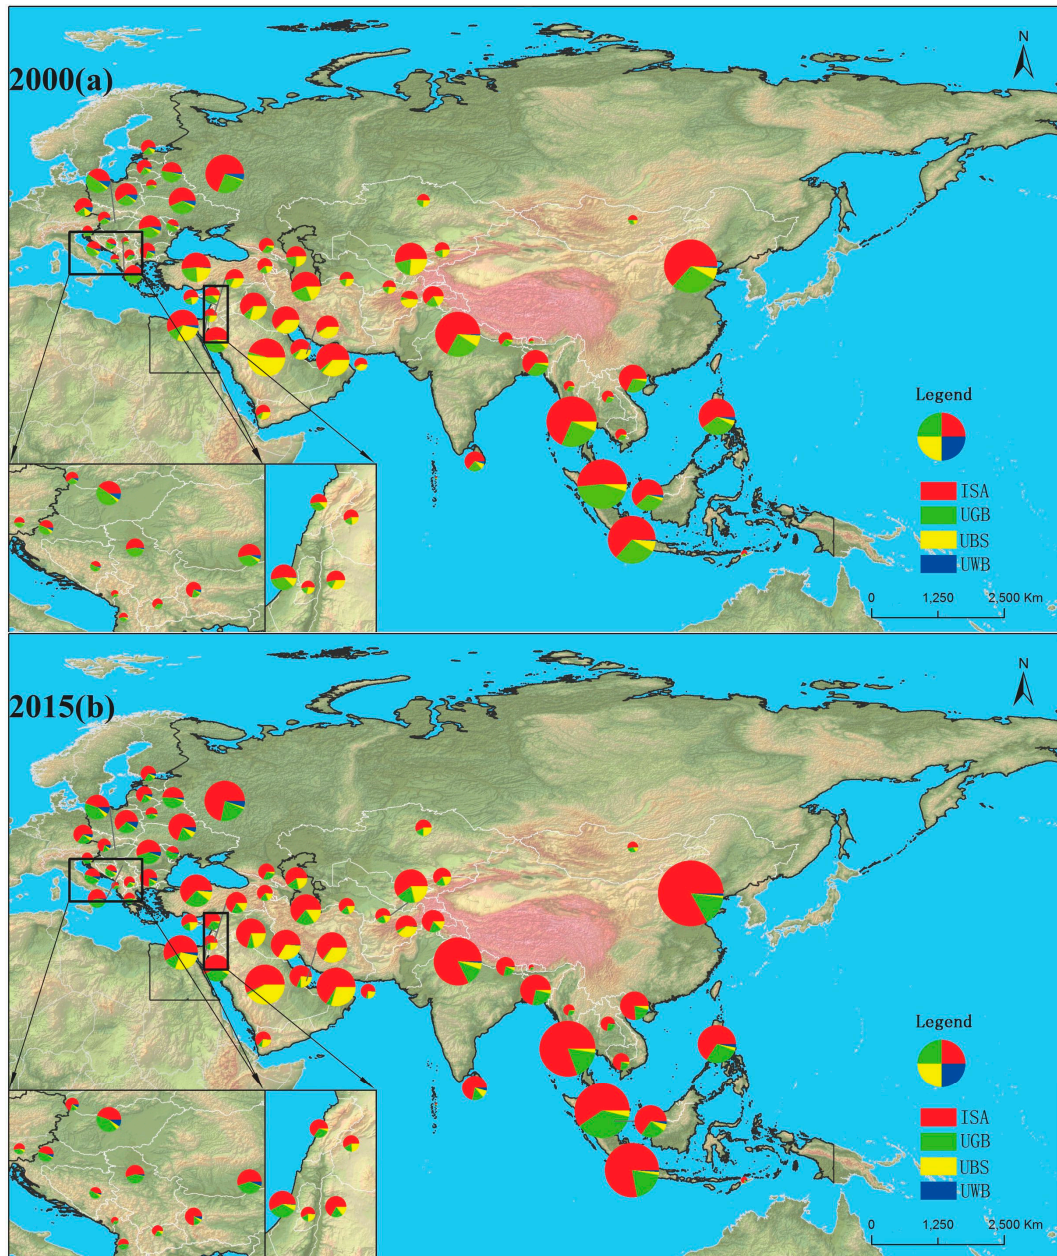 2000(a)
N
Legend
ISA
UGB
UBS
UWB
0 1,250 2,500 Km
2015(b)
N
Legend
ISA
UGB
UBS
UWB
0 1,250 2,500 Km